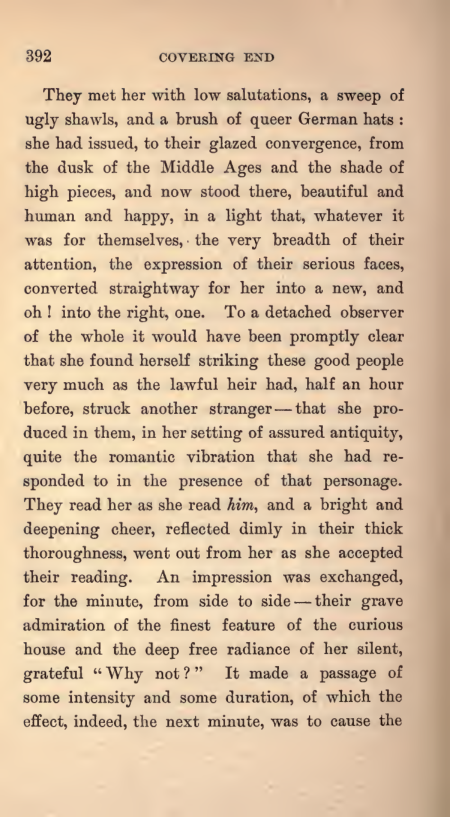 392 COVERING END
They met her with low salutations, a sweep of
ugly shawls, and a brush of queer German hats :
she had issued, to their glazed convergence, from
the dusk of the Middle Ages and the shade of
high pieces, and now stood there, beautiful and
human and happy, in a light that, whatever it
was for themselves, the very breadth of their
attention, the expression of their serious faces,
converted straightway for her into a new, and
oh ! into the right, one. To a detached observer
of the whole it would have been promptly clear
that she found herself striking these good people
very much as the lawful heir had, half an hour
before, struck another stranger — that she pro-
duced in them, in her setting of assured antiquity,
quite the romantic vibration that she had re-
sponded to in the presence of that personage.
They read her as she read him, and a bright and
deepening cheer, reflected dimly in their thick
thoroughness, went out from her as she accepted
their reading. An impression was exchanged,
for the minute, from side to side — their grave
admiration of the finest feature of the curious
house and the deep free radiance of her silent,
grateful "Why not?" It made a passage of
some intensity and some duration, of which the
effect, indeed, the next minute, was to cause the